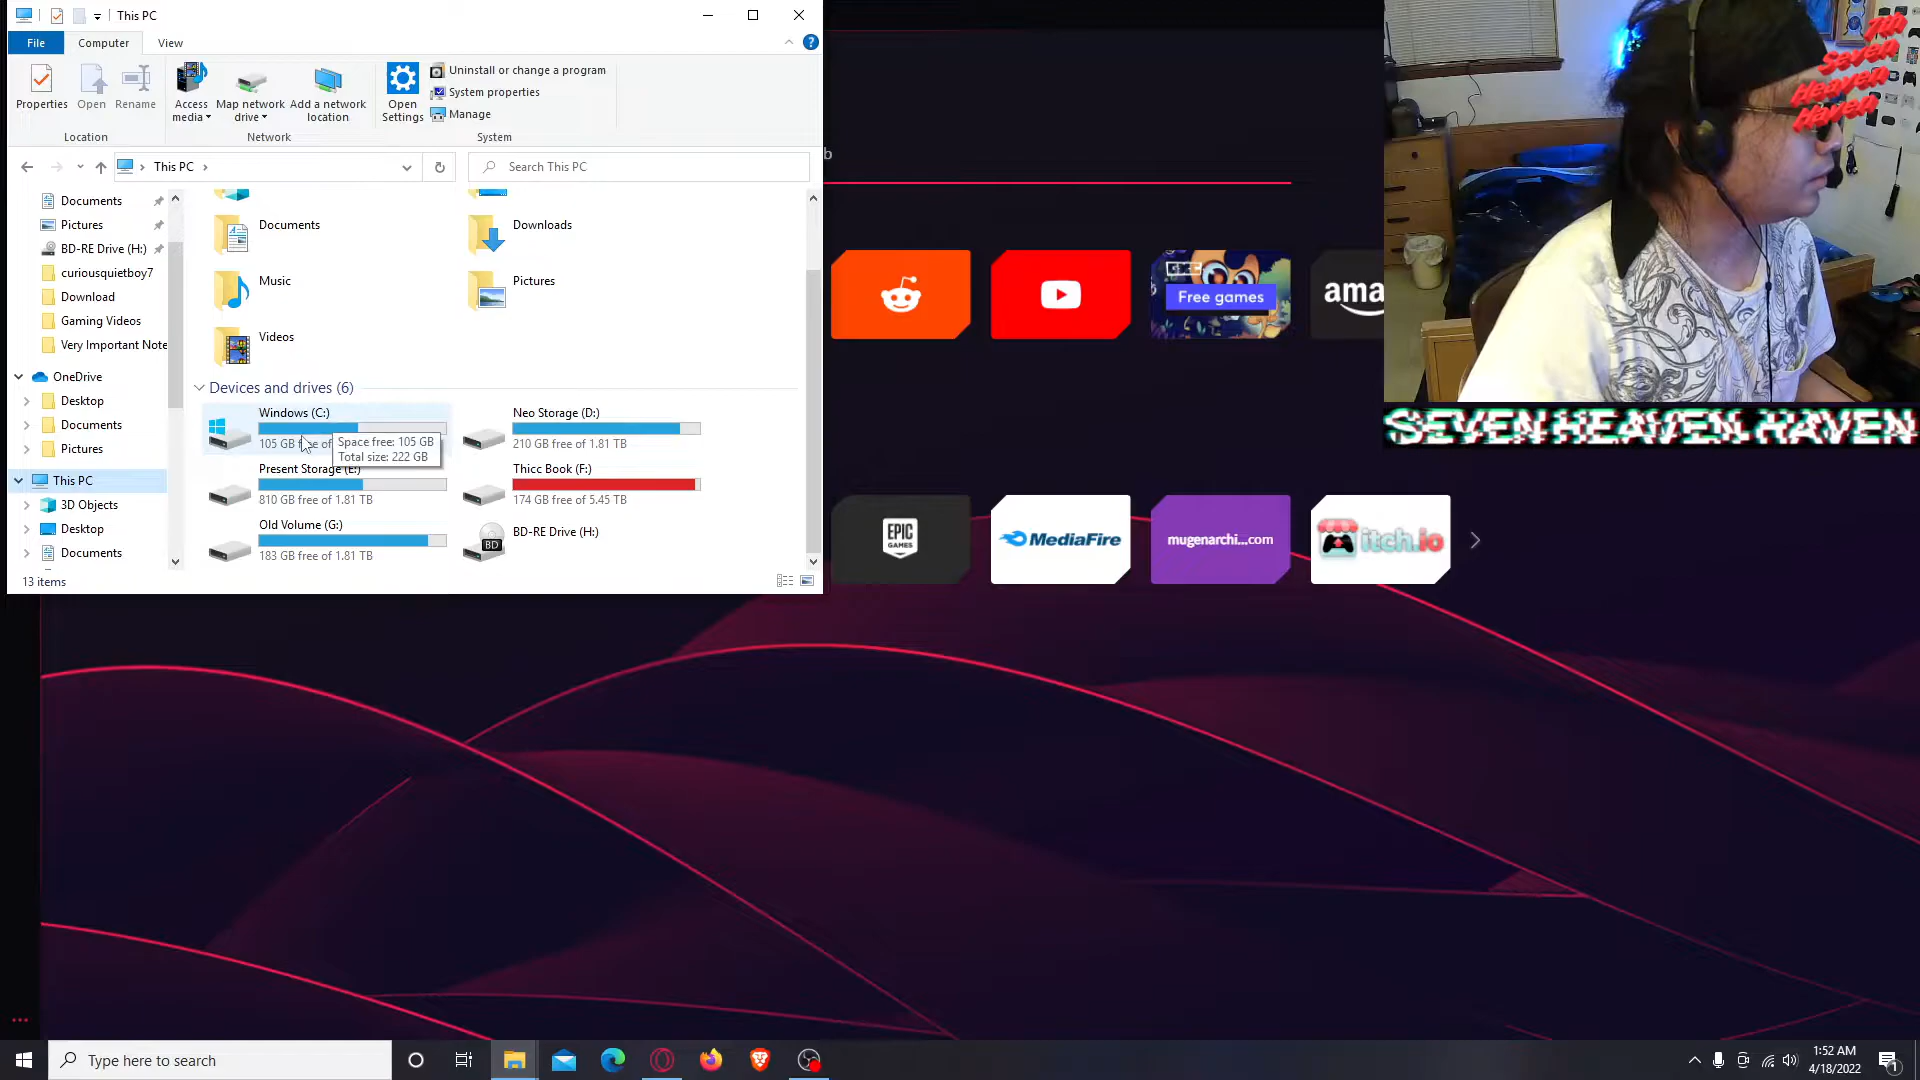 This PC
File
Computer
View
Properties
Open
Rename
Access media
Map network drive
Add a network location
Open Settings
Uninstall or change a program
System properties
Manage
Location
Network
System
This PC
Search This PC
b
Documents
Pictures
BD-RE Drive (H:)
curiousquietboy7
Download
Gaming Videos
Very Important Note
OneDrive
Desktop
Documents
Pictures
This PC
3D Objects
Desktop
Documents
Documents
Downloads
Music
Pictures
Videos
Devices and drives (6)
Windows (C:)
105 GB free of
Space free: 105 GB
Total size: 222 GB
Neo Storage (D:)
210 GB free of 1.81 TB
Present Storage (E:)
810 GB free of 1.81 TB
Thicc Book (F:)
174 GB free of 5.45 TB
Old Volume (G:)
183 GB free of 1.81 TB
BD
BD-RE Drive (H:)
13 items
Free games
ama
EPIC
GAMES
MediaFire
mugenarchi...com
itch.io
Seven
Heaven
Haven
SEVEN HEAVEN HAVEN
Type here to search
1:52 AM
4/18/2022
1